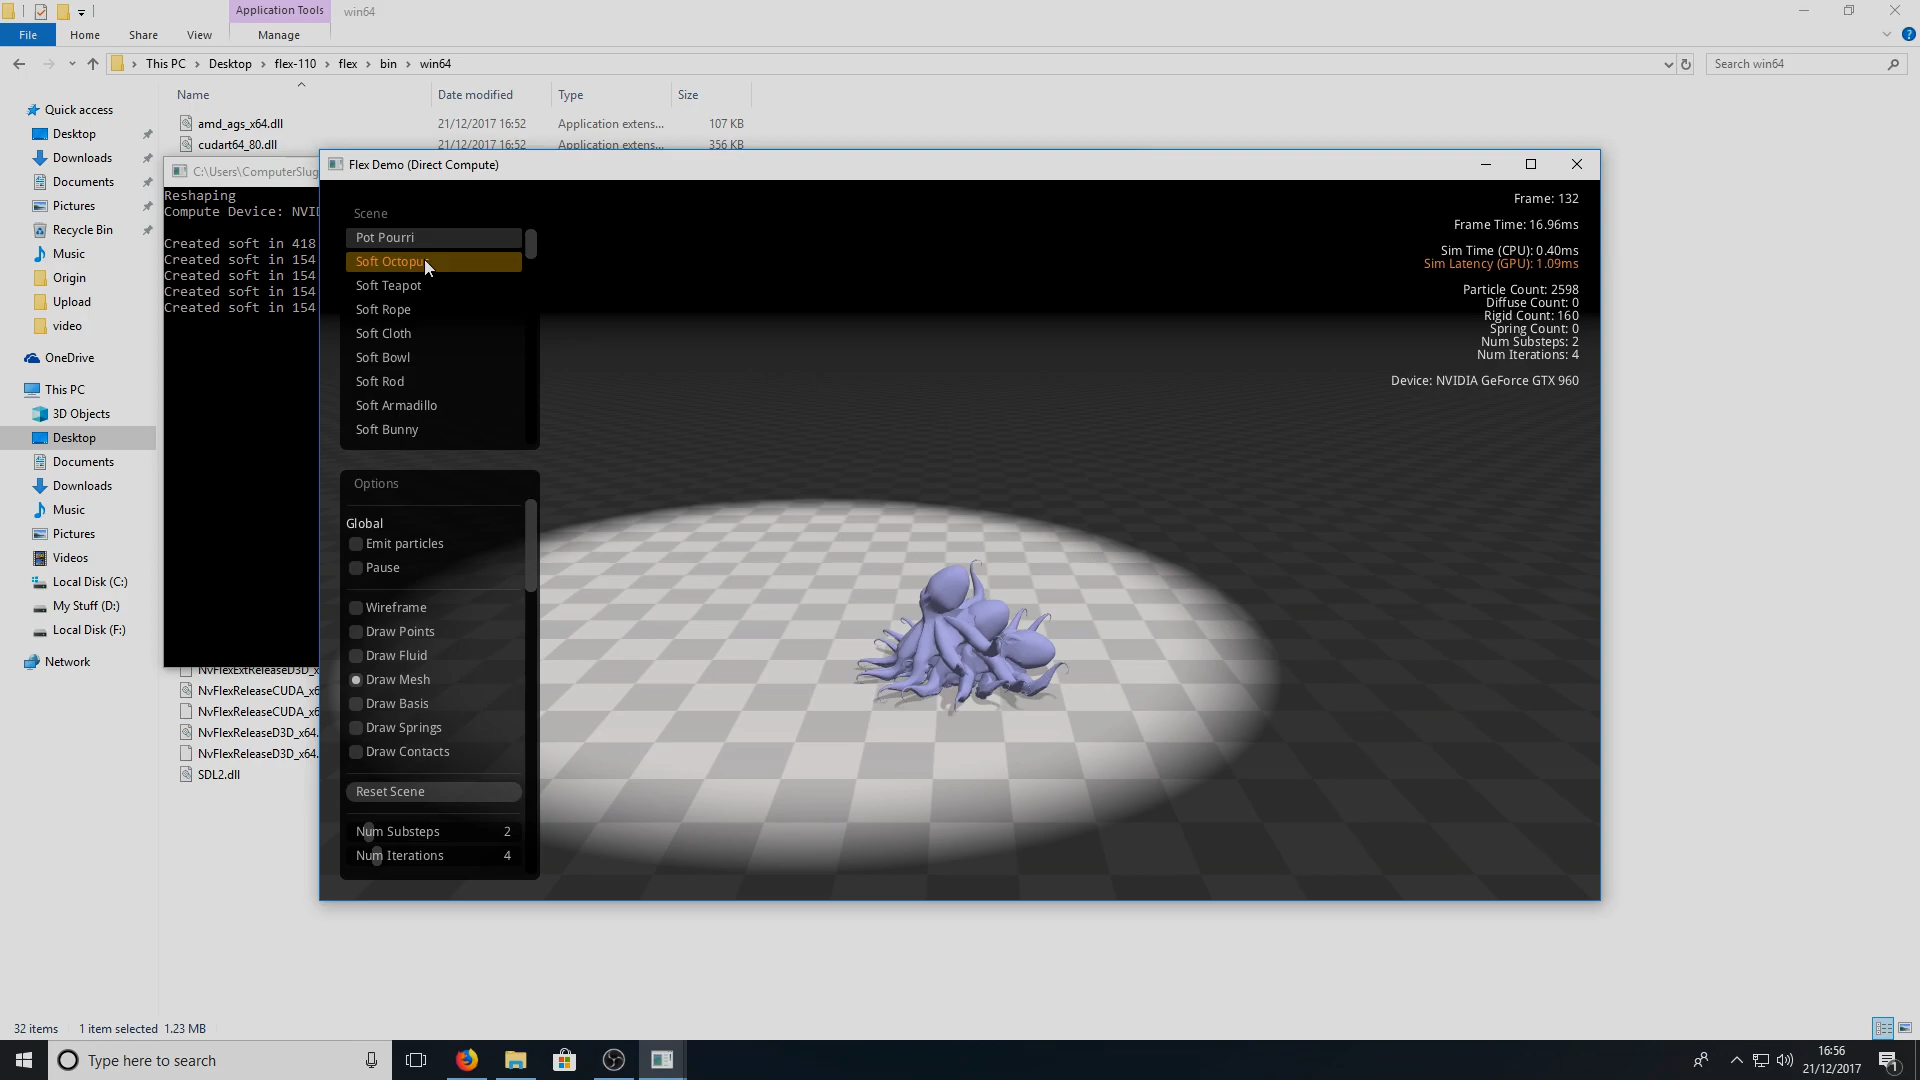 Application Tools
win64
File
Home
Share
View
Manage
This PC
Desktop
flex-110
flex
bin
win64
Search win64
Name
Date modified
Type
Size
Quick access
Desktop
Downloads
Documents
Pictures
Recycle Bin
Music
Origin
Upload
video
OneDrive
This PC
3D Objects
Desktop
Documents
Downloads
Music
Pictures
Videos
Local Disk (C:)
My Stuff (D:)
Local Disk (F:)
Network
amd_ags_x64.dll 21/12/2017 16:52 Application extens... 107 KB
cudart64_80.dll 21/12/2017 16:52 Application extens... 356 KB
C:\Users\ComputerSlug
Reshaping
Compute Device: NVID
Created soft in 418
Created soft in 154
Created soft in 154
Created soft in 154
Created soft in 154
NvFlexExtReleaseD3D_x
NvFlexReleaseCUDA_x6
NvFlexReleaseCUDA_x6
NvFlexReleaseD3D_x64.
NvFlexReleaseD3D_x64.
SDL2.dll
Flex Demo (Direct Compute)
Scene
Pot Pourri
Soft Octopus
Soft Teapot
Soft Rope
Soft Cloth
Soft Bowl
Soft Rod
Soft Armadillo
Soft Bunny
Options
Global
Emit particles
Pause
Wireframe
Draw Points
Draw Fluid
Draw Mesh
Draw Basis
Draw Springs
Draw Contacts
Reset Scene
Num Substeps 2
Num Iterations 4
Frame: 132
Frame Time: 16.96ms
Sim Time (CPU): 0.40ms
Sim Latency (GPU): 1.09ms
Particle Count: 2598
Diffuse Count: 0
Rigid Count: 160
Spring Count: 0
Num Substeps: 2
Num Iterations: 4
Device: NVIDIA GeForce GTX 960
32 items
1 item selected 1.23 MB
Type here to search
16:56
21/12/2017
1